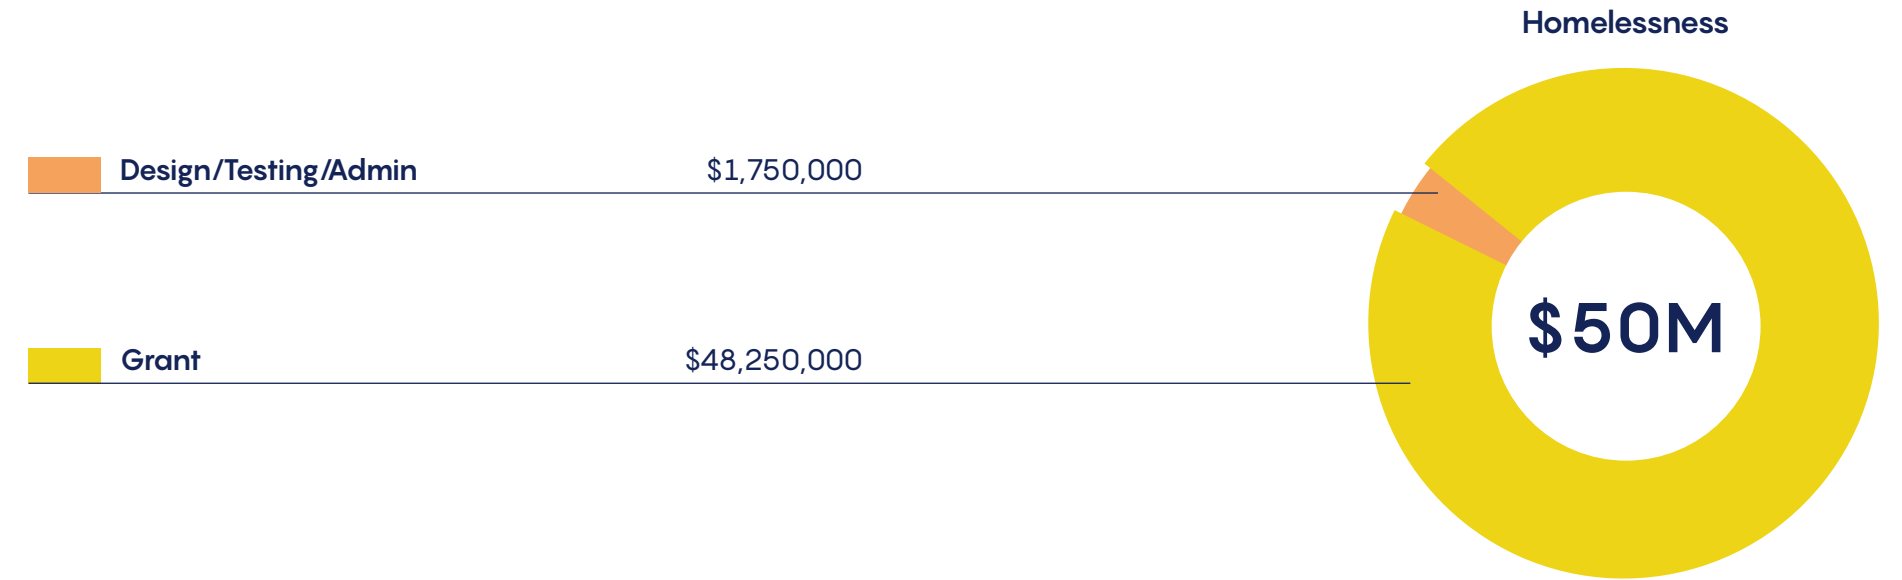 Homelessness
Design/Testing/Admin $1,750,000
Grant $48,250,000
$50M